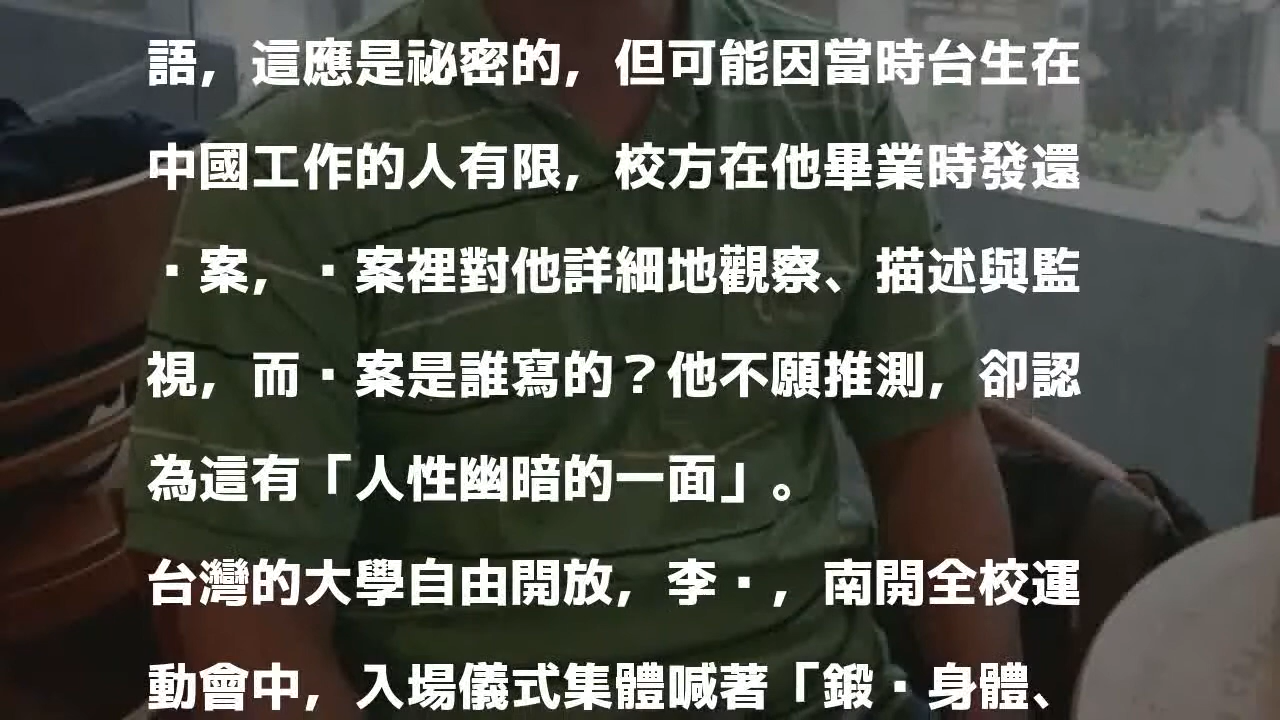 語，這應是祕密的，但可能因當時台生在
中國工作的人有限，校方在他畢業時發還
▪案，▪案裡對他詳細地觀察、描述與監
視，而▪案是誰寫的？他不願推測，卻認
為這有「人性幽暗的一面」。
台灣的大學自由開放，李▪，南開全校運
動會中，入場儀式集體喊著「鍛▪身體、